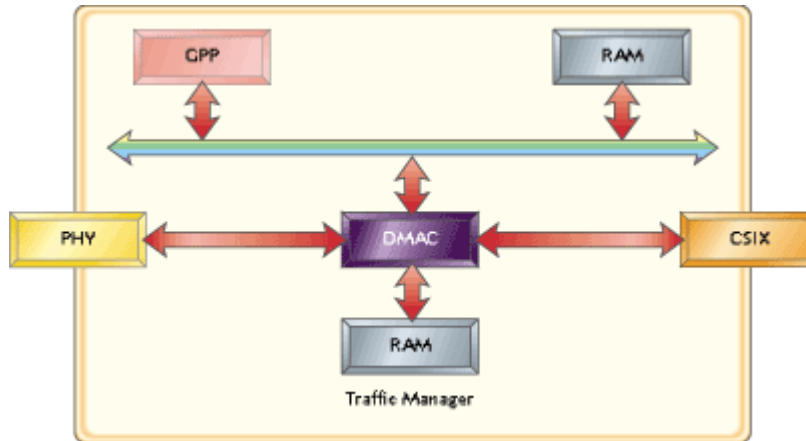 GPP
RAM
PHY
DMAC
CSIX
RAM
Traffic Manager